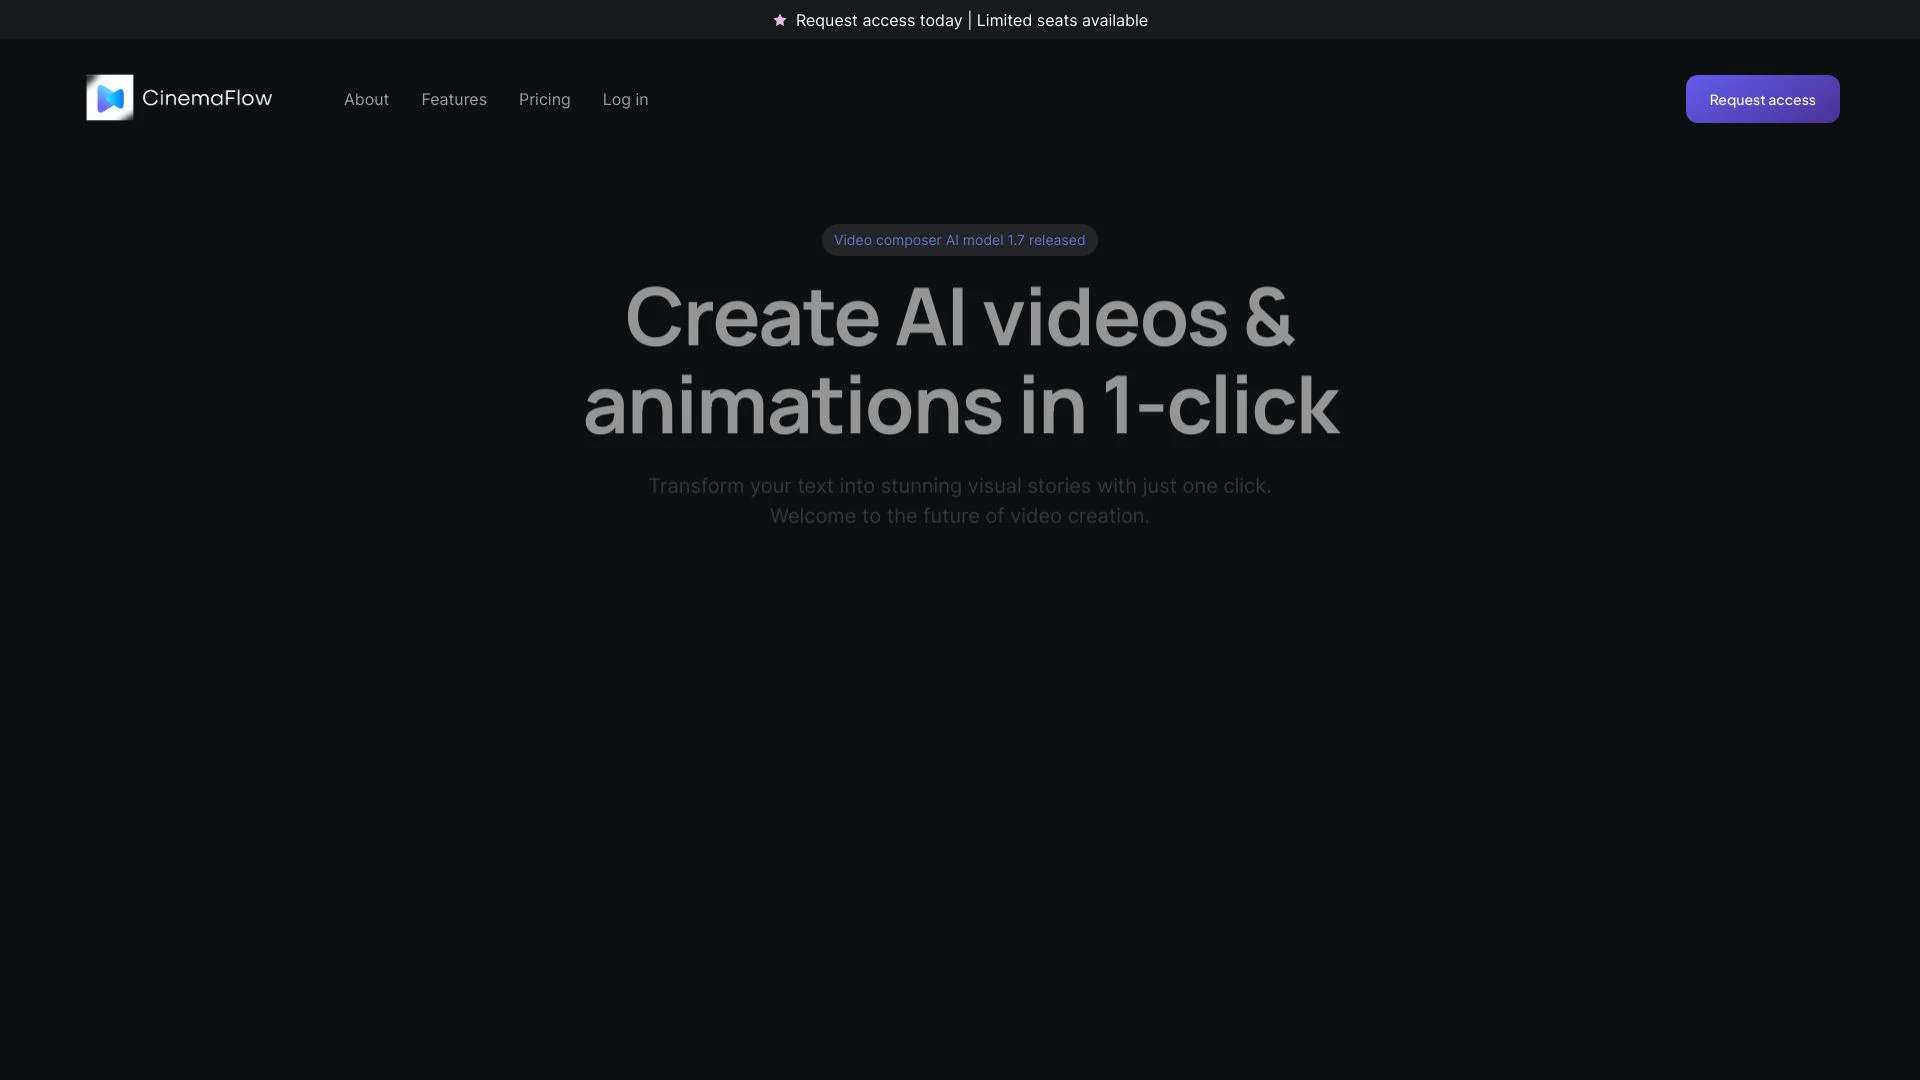 Request access today | Limited seats available
CinemaFlow
About
Features
Pricing
Log in
Request access
Video composer AI model 1.7 released
Create AI videos &
animations in 1-click
Transform your text into stunning visual stories with just one click.
Welcome to the future of video creation.